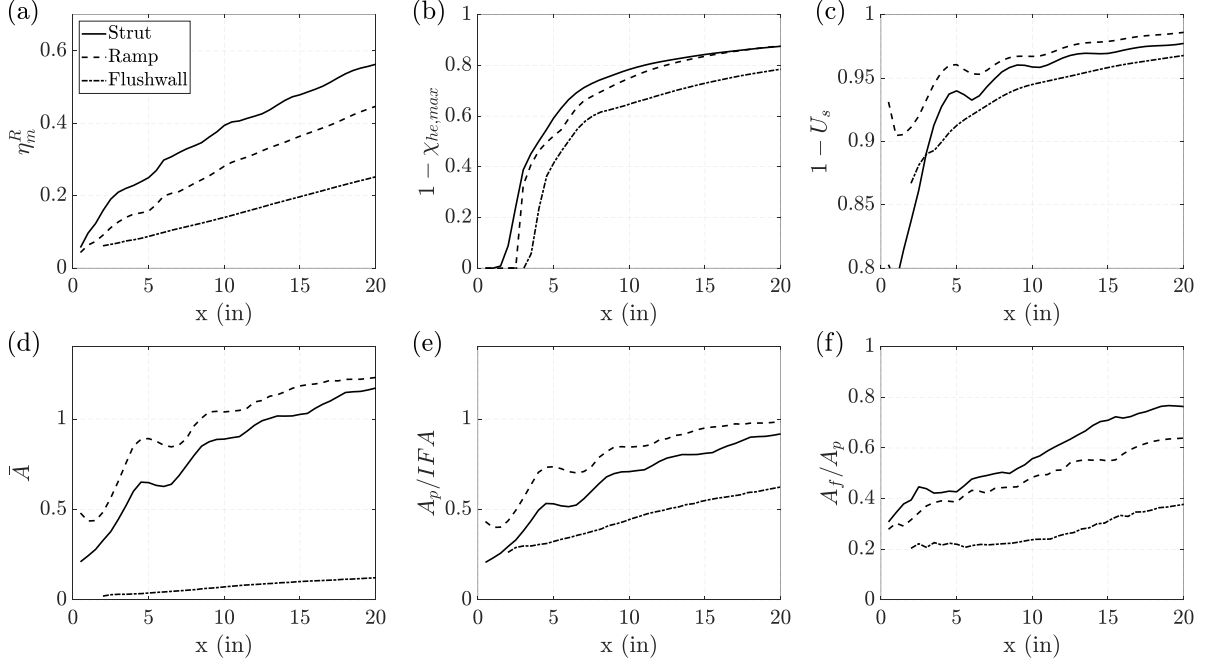 (a)
0.6
0.4
0.2
0
η_m^R
Strut
Ramp
Flushwall
0 5 10 15 20
x (in)
(b)
1
0.8
0.6
0.4
0.2
0
1 − χ_{he,max}
0 5 10 15 20
x (in)
(c)
1
0.95
0.9
0.85
0.8
1 − U_s
0 5 10 15 20
x (in)
(d)
1
0.5
0
Ā
0 5 10 15 20
x (in)
(e)
1
0.5
0
A_p/IFA
0 5 10 15 20
x (in)
(f)
1
0.8
0.6
0.4
0.2
0
A_f/A_p
0 5 10 15 20
x (in)